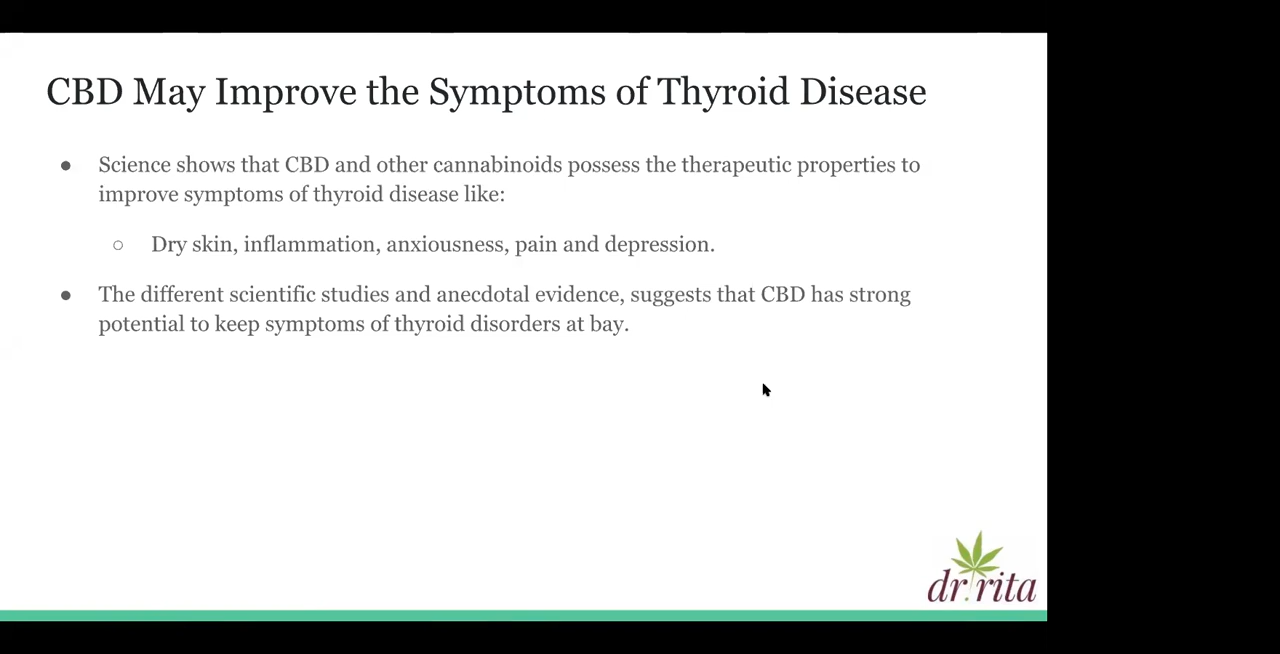 CBD May Improve the Symptoms of Thyroid Disease
● Science shows that CBD and other cannabinoids possess the therapeutic properties to
improve symptoms of thyroid disease like:
○ Dry skin, inflammation, anxiousness, pain and depression.
● The different scientific studies and anecdotal evidence, suggests that CBD has strong
potential to keep symptoms of thyroid disorders at bay.
dr. rita